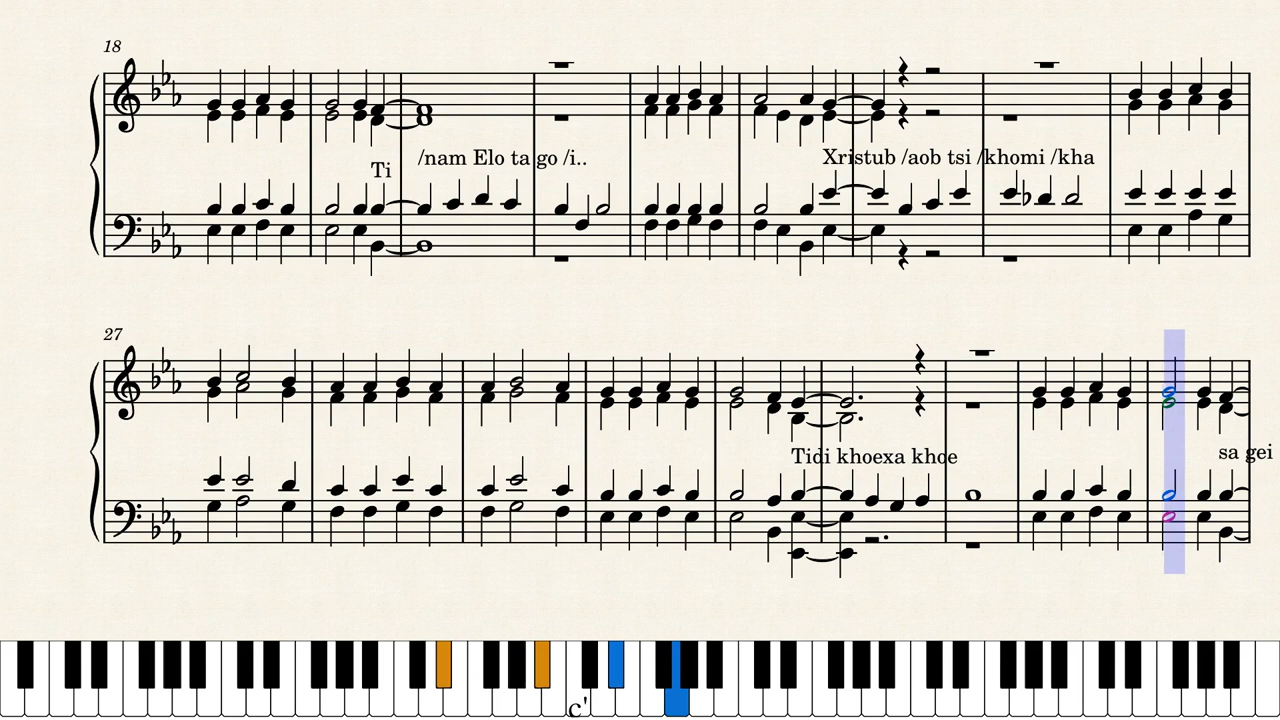 18
/nam Elo ta go /i..
Xristub /aob tsi /khomi /kha
Ti
27
Tidi khoexa khoe
sa gei
c'